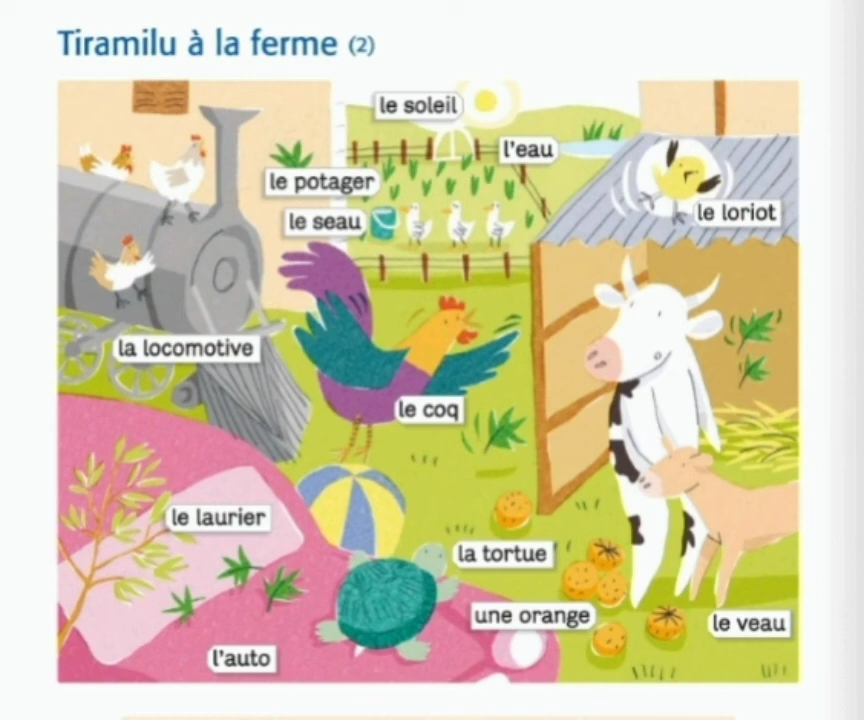 Tiramilu à la ferme (2)
le soleil
l'eau
le potager
le loriot
le seau
la locomotive
le coq
le laurier
la tortue
une orange
le veau
l'auto